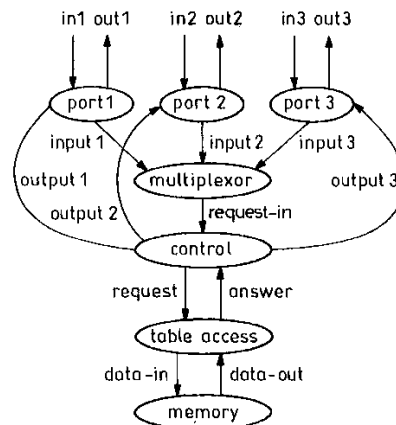 in1 out1 in2 out2 in3 out3
port1 port 2 port 3
input 1 input 2 input 3
output 1 multiplexor output 3
output 2 request-in
control
request answer
table access
data-in data-out
memory